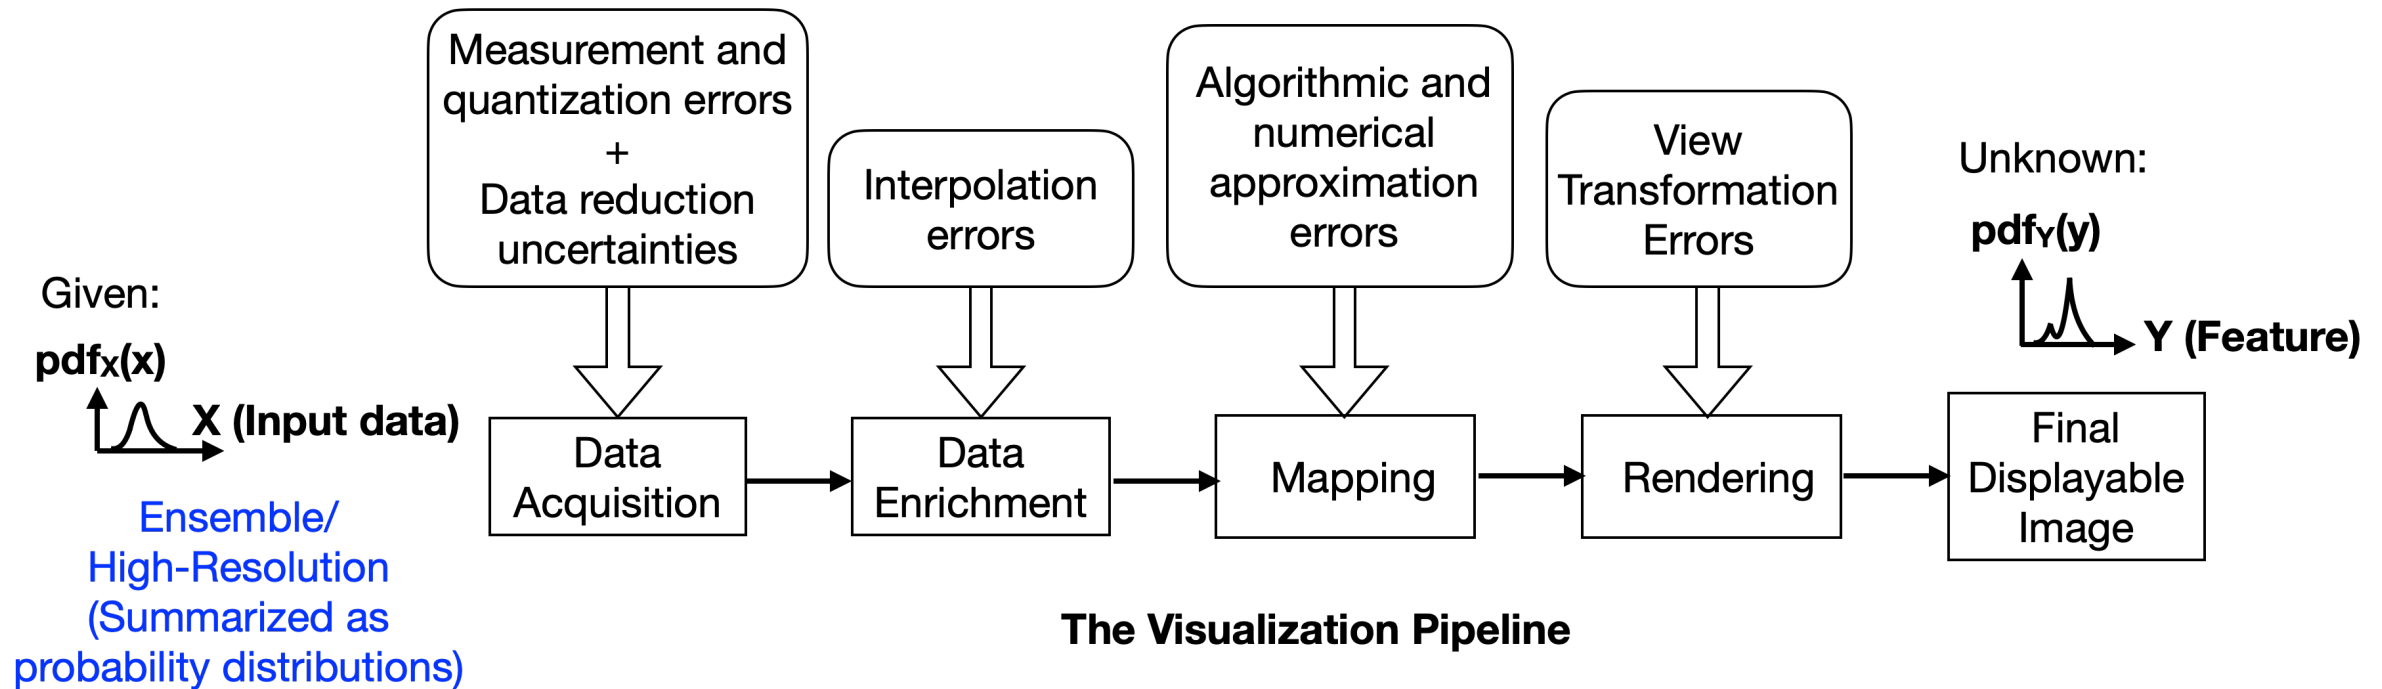 Given:
pdfX(x)
X (Input data)
Ensemble/
High-Resolution
(Summarized as
probability distributions)
Measurement and
quantization errors
+
Data reduction
uncertainties
Interpolation
errors
Algorithmic and
numerical
approximation
errors
View
Transformation
Errors
Unknown:
pdfY(y)
Y (Feature)
Data
Acquisition
Data
Enrichment
Mapping
Rendering
Final
Displayable
Image
The Visualization Pipeline